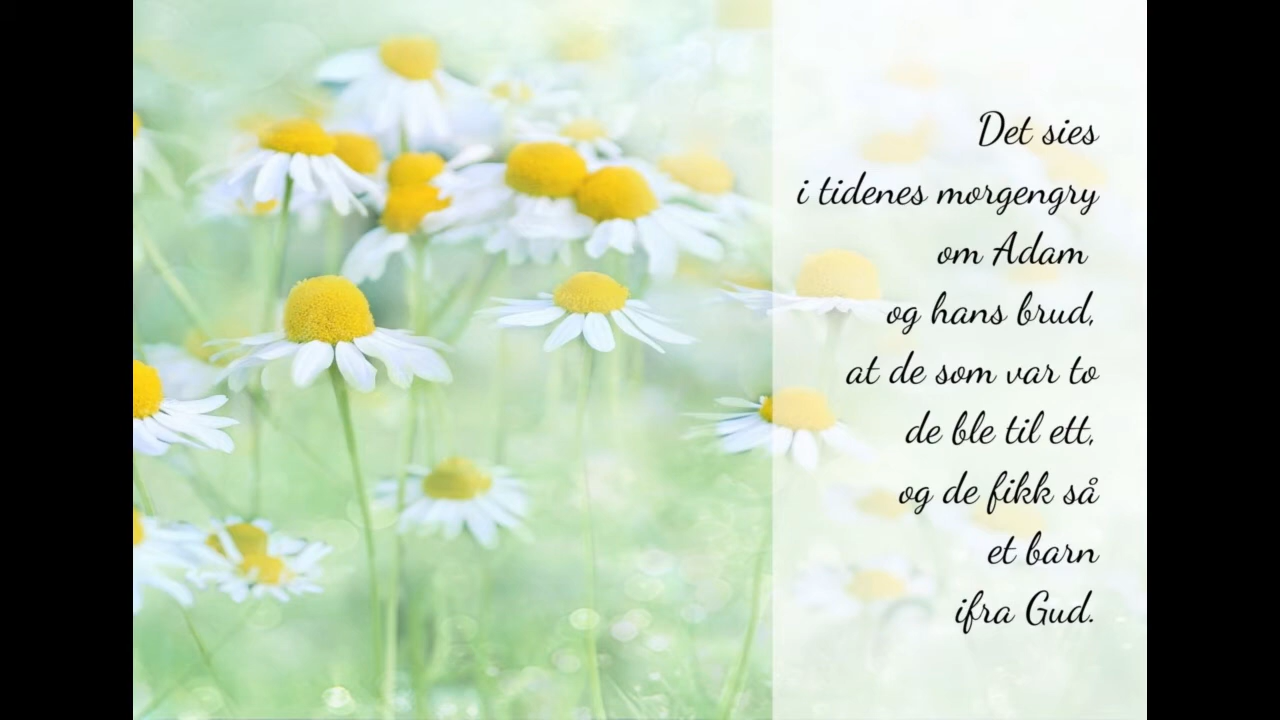 Det sies
i tidenes morgengry
om Adam
og hans brud,
at de som var to
de ble til ett,
og de fikk så
et barn
ifra Gud.